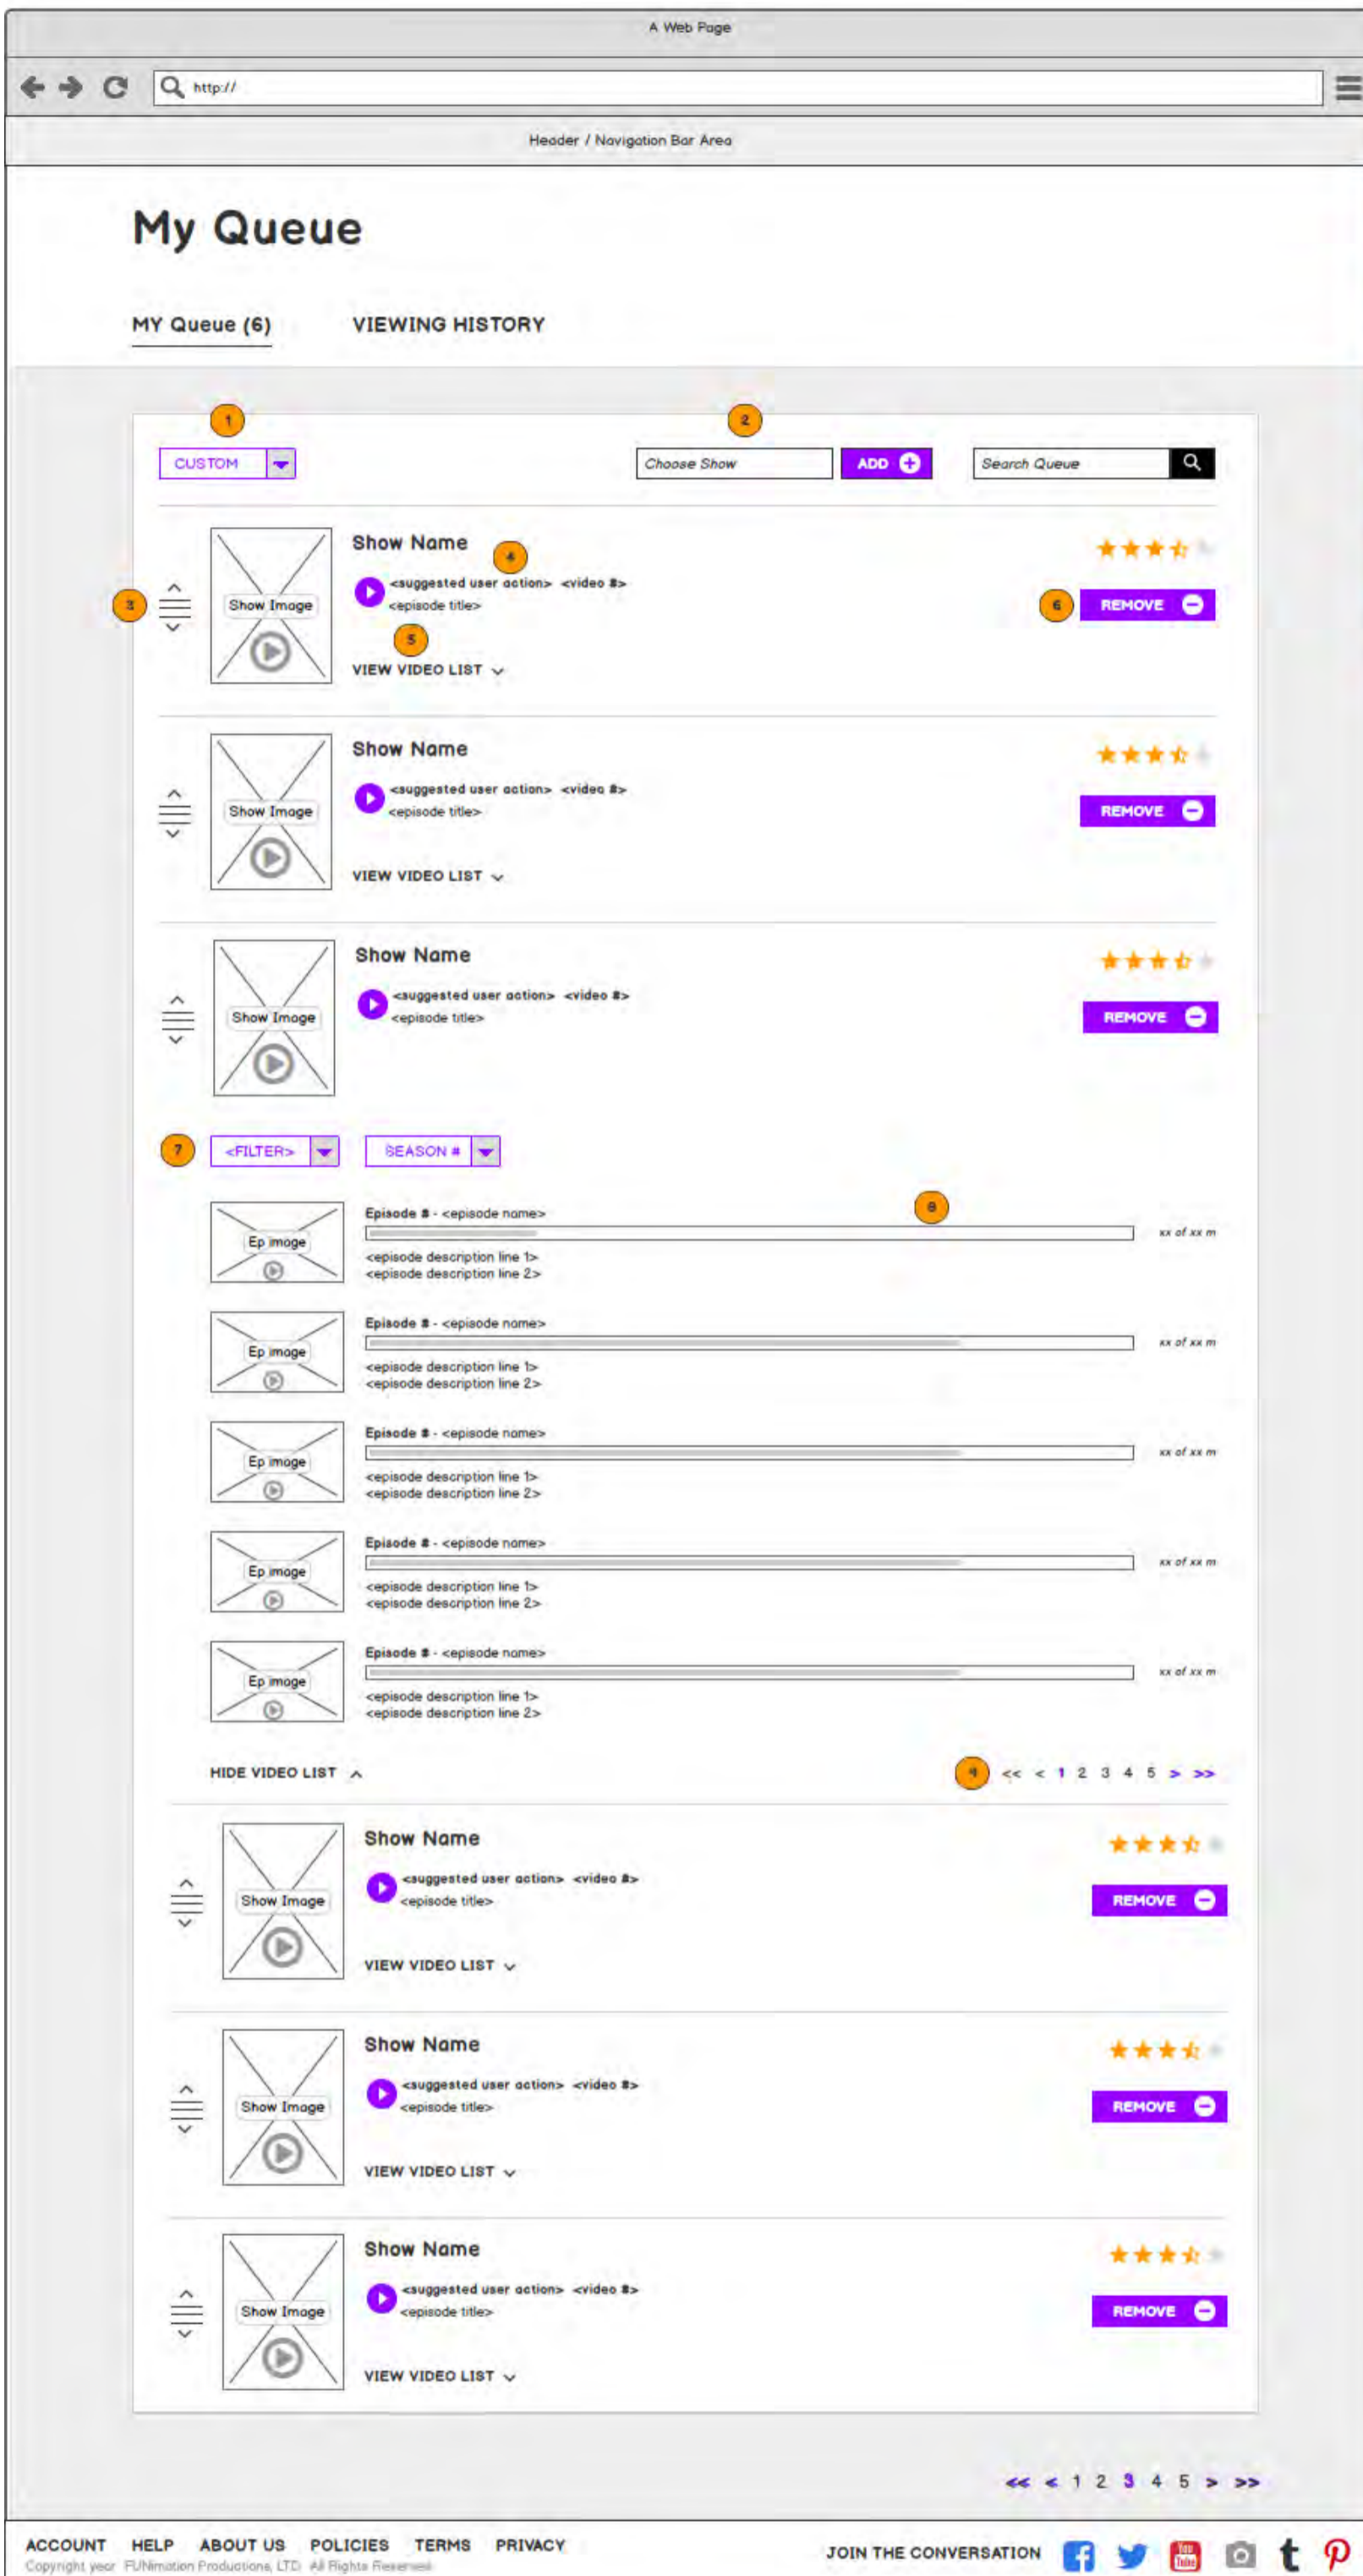 A Web Page
http://
Header / Navigation Bar Area
My Queue
MY Queue (6) VIEWING HISTORY
1 2
CUSTOM Choose Show ADD Search Queue
Show Name
4
<suggested user action> <video #>
3 Show Image <episode title> 6 REMOVE
5
VIEW VIDEO LIST
Show Name
<suggested user action> <video #>
Show Image <episode title> REMOVE
VIEW VIDEO LIST
Show Name
<suggested user action> <video #>
Show Image <episode title> REMOVE
7 <FILTER> SEASON #
8
Episode # - <episode name>
Ep image xx of xx m
<episode description line 1>
<episode description line 2>
Episode # - <episode name>
Ep image xx of xx m
<episode description line 1>
<episode description line 2>
Episode # - <episode name>
Ep image xx of xx m
<episode description line 1>
<episode description line 2>
Episode # - <episode name>
Ep image xx of xx m
<episode description line 1>
<episode description line 2>
Episode # - <episode name>
Ep image xx of xx m
<episode description line 1>
<episode description line 2>
HIDE VIDEO LIST 9 << < 1 2 3 4 5 > >>
Show Name
<suggested user action> <video #>
Show Image <episode title> REMOVE
VIEW VIDEO LIST
Show Name
<suggested user action> <video #>
Show Image <episode title> REMOVE
VIEW VIDEO LIST
Show Name
<suggested user action> <video #>
Show Image <episode title> REMOVE
VIEW VIDEO LIST
<< < 1 2 3 4 5 > >>
ACCOUNT HELP ABOUT US POLICIES TERMS PRIVACY
JOIN THE CONVERSATION You Tube
Copyright year FUNimation Productions, LTD. All Rights Reserved